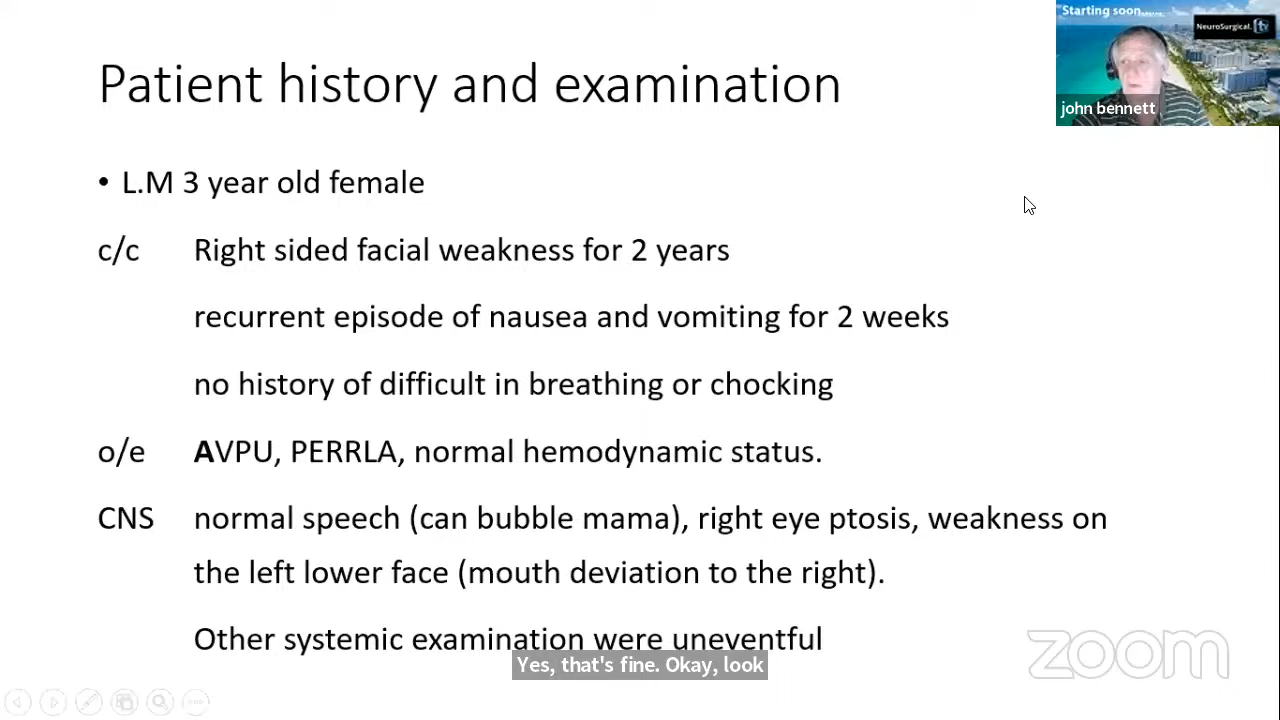 Starting soon......
NeuroSurgical.tv
john bennett
Patient history and examination
• L.M 3 year old female
c/c Right sided facial weakness for 2 years
recurrent episode of nausea and vomiting for 2 weeks
no history of difficult in breathing or chocking
o/e AVPU, PERRLA, normal hemodynamic status.
CNS normal speech (can bubble mama), right eye ptosis, weakness on
the left lower face (mouth deviation to the right).
Other systemic examination were uneventful
Yes, that's fine. Okay, look
zoom